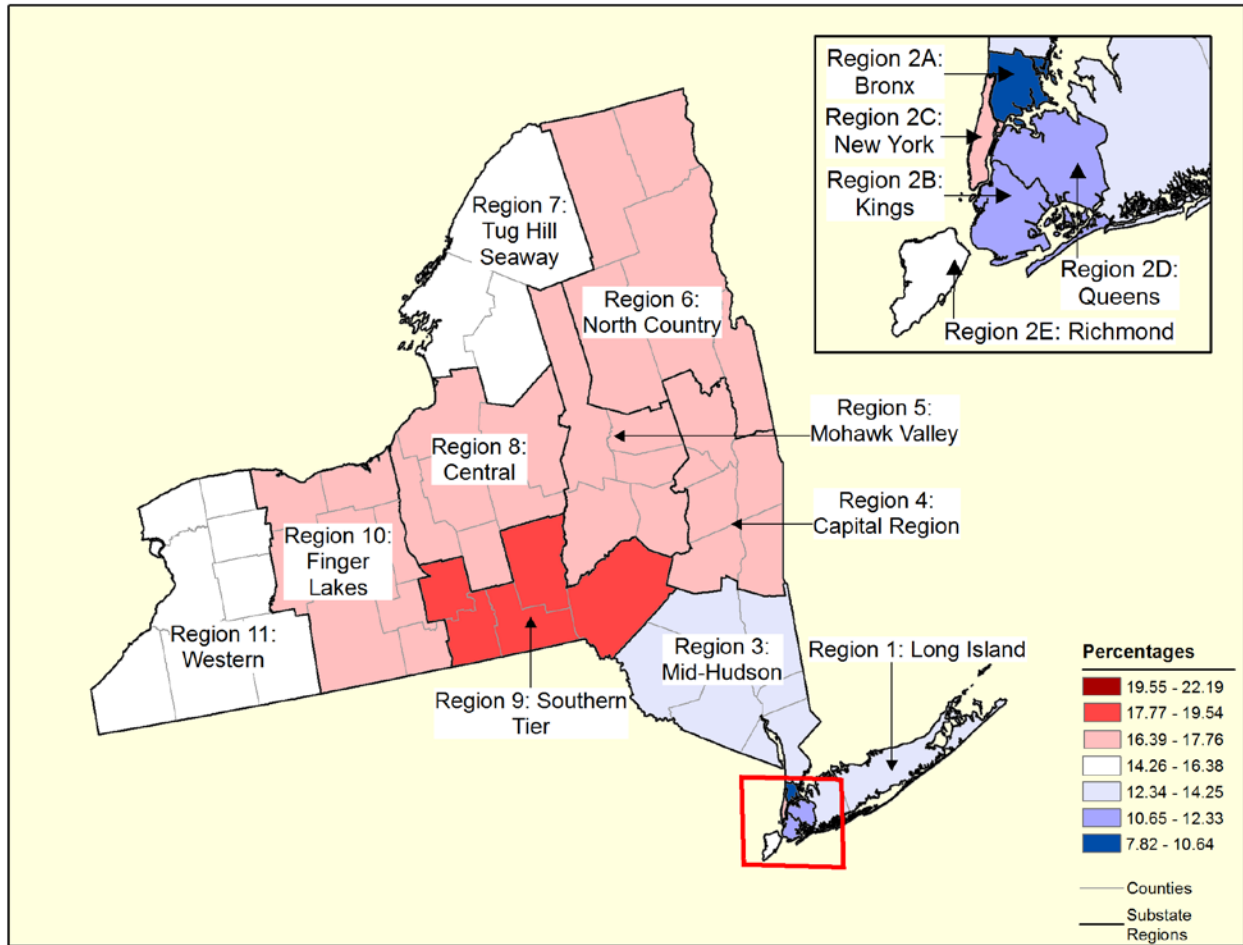 Region 2A:
Bronx
Region 2C:
New York
Region 2B:
Kings
Region 2D:
Queens
Region 2E: Richmond
Region 7:
Tug Hill
Seaway
Region 6:
North Country
Region 5:
Mohawk Valley
Region 8:
Central
Region 4:
Capital Region
Region 10:
Finger
Lakes
Region 11:
Western
Region 3:
Mid-Hudson
Region 1: Long Island
Region 9: Southern
Tier
Percentages
19.55 - 22.19
17.77 - 19.54
16.39 - 17.76
14.26 - 16.38
12.34 - 14.25
10.65 - 12.33
7.82 - 10.64
Counties
Substate
Regions